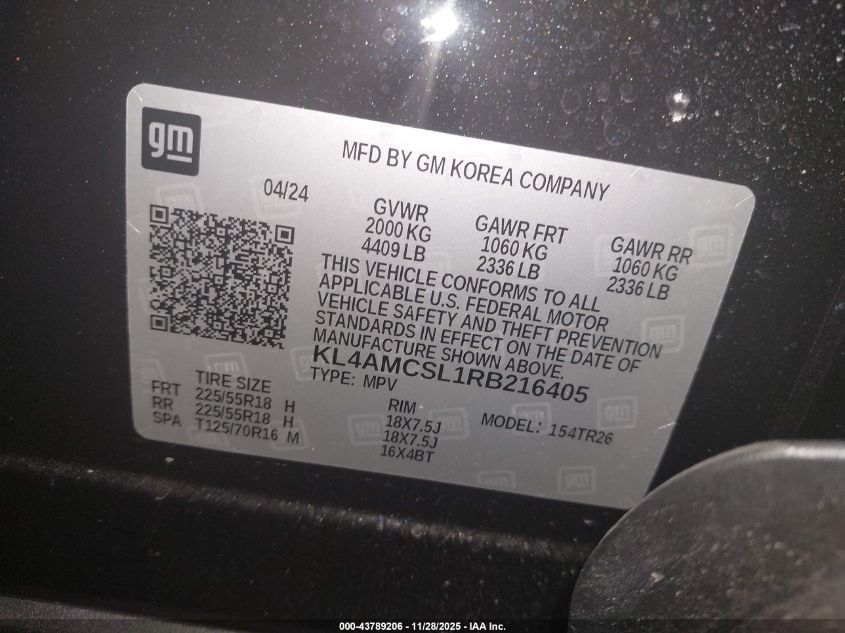 gm
MFD BY GM KOREA COMPANY
04/24
GVWR
2000 KG
4409 LB
GAWR FRT
1060 KG
2336 LB
GAWR RR
1060 KG
2336 LB
THIS VEHICLE CONFORMS TO ALL
APPLICABLE U.S. FEDERAL MOTOR
VEHICLE SAFETY AND THEFT PREVENTION
STANDARDS IN EFFECT ON THE DATE OF
MANUFACTURE SHOWN ABOVE.
KL4AMCSL1RB216405
TYPE: MPV
MODEL: 154TR26
TIRE SIZE
RIM
FRT 225/55R18 H 18X7.5J
RR 225/55R18 H 18X7.5J
SPA T125/70R16 M 16X4BT
000-43789206 - 11/28/2025 - IAA Inc.